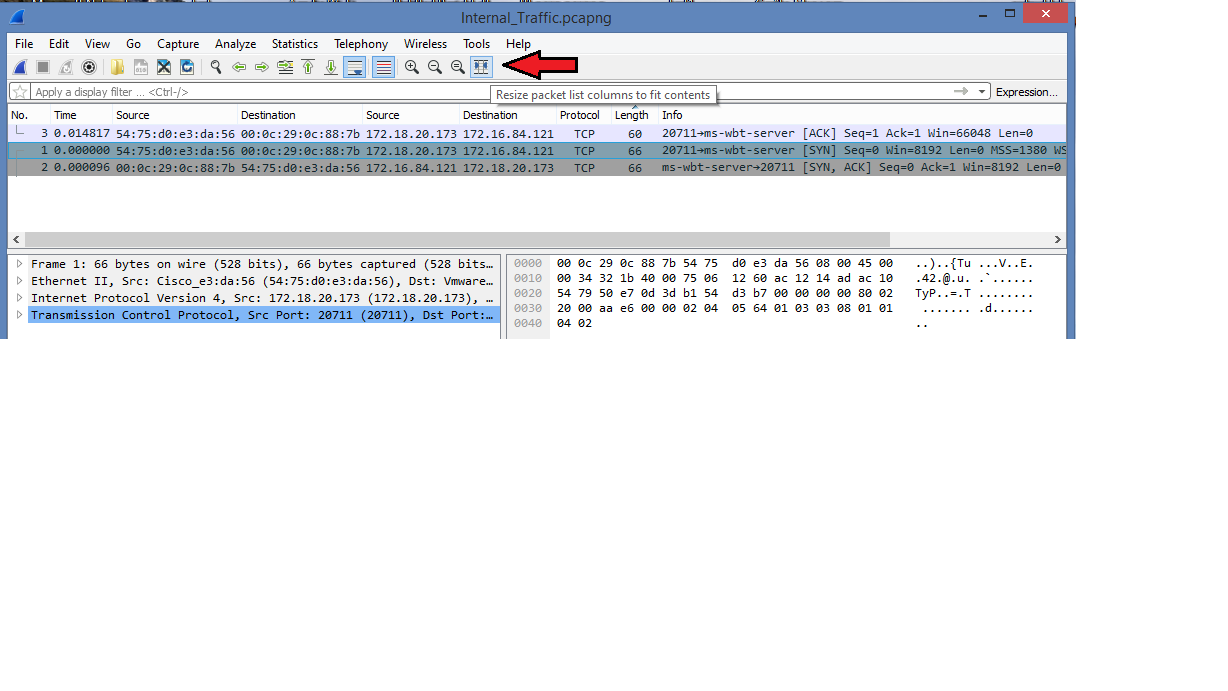 Internal_Traffic.pcapng
File Edit View Go Capture Analyze Statistics Telephony Wireless Tools Help
Apply a display filter ... <Ctrl-/> Expression...
Resize packet list columns to fit contents
No. Time Source Destination Source Destination Protocol Length Info
3 0.014817 54:75:d0:e3:da:56 00:0c:29:0c:88:7b 172.18.20.173 172.16.84.121 TCP 60 20711→ms-wbt-server [ACK] Seq=1 Ack=1 Win=66048 Len=0
1 0.000000 54:75:d0:e3:da:56 00:0c:29:0c:88:7b 172.18.20.173 172.16.84.121 TCP 66 20711→ms-wbt-server [SYN] Seq=0 Win=8192 Len=0 MSS=1380 WS
2 0.000096 00:0c:29:0c:88:7b 54:75:d0:e3:da:56 172.16.84.121 172.18.20.173 TCP 66 ms-wbt-server→20711 [SYN, ACK] Seq=0 Ack=1 Win=8192 Len=0
Frame 1: 66 bytes on wire (528 bits), 66 bytes captured (528 bits…
Ethernet II, Src: Cisco_e3:da:56 (54:75:d0:e3:da:56), Dst: Vmware…
Internet Protocol Version 4, Src: 172.18.20.173 (172.18.20.173), …
Transmission Control Protocol, Src Port: 20711 (20711), Dst Port:…
0000 00 0c 29 0c 88 7b 54 75 d0 e3 da 56 08 00 45 00 ..)..{Tu ...V..E.
0010 00 34 32 1b 40 00 75 06 12 60 ac 12 14 ad ac 10 .42.@.u. .`......
0020 54 79 50 e7 0d 3d b1 54 d3 b7 00 00 00 00 80 02 TyP..=.T ........
0030 20 00 aa e6 00 00 02 04 05 64 01 03 03 08 01 01 ....... .d......
0040 04 02 ..